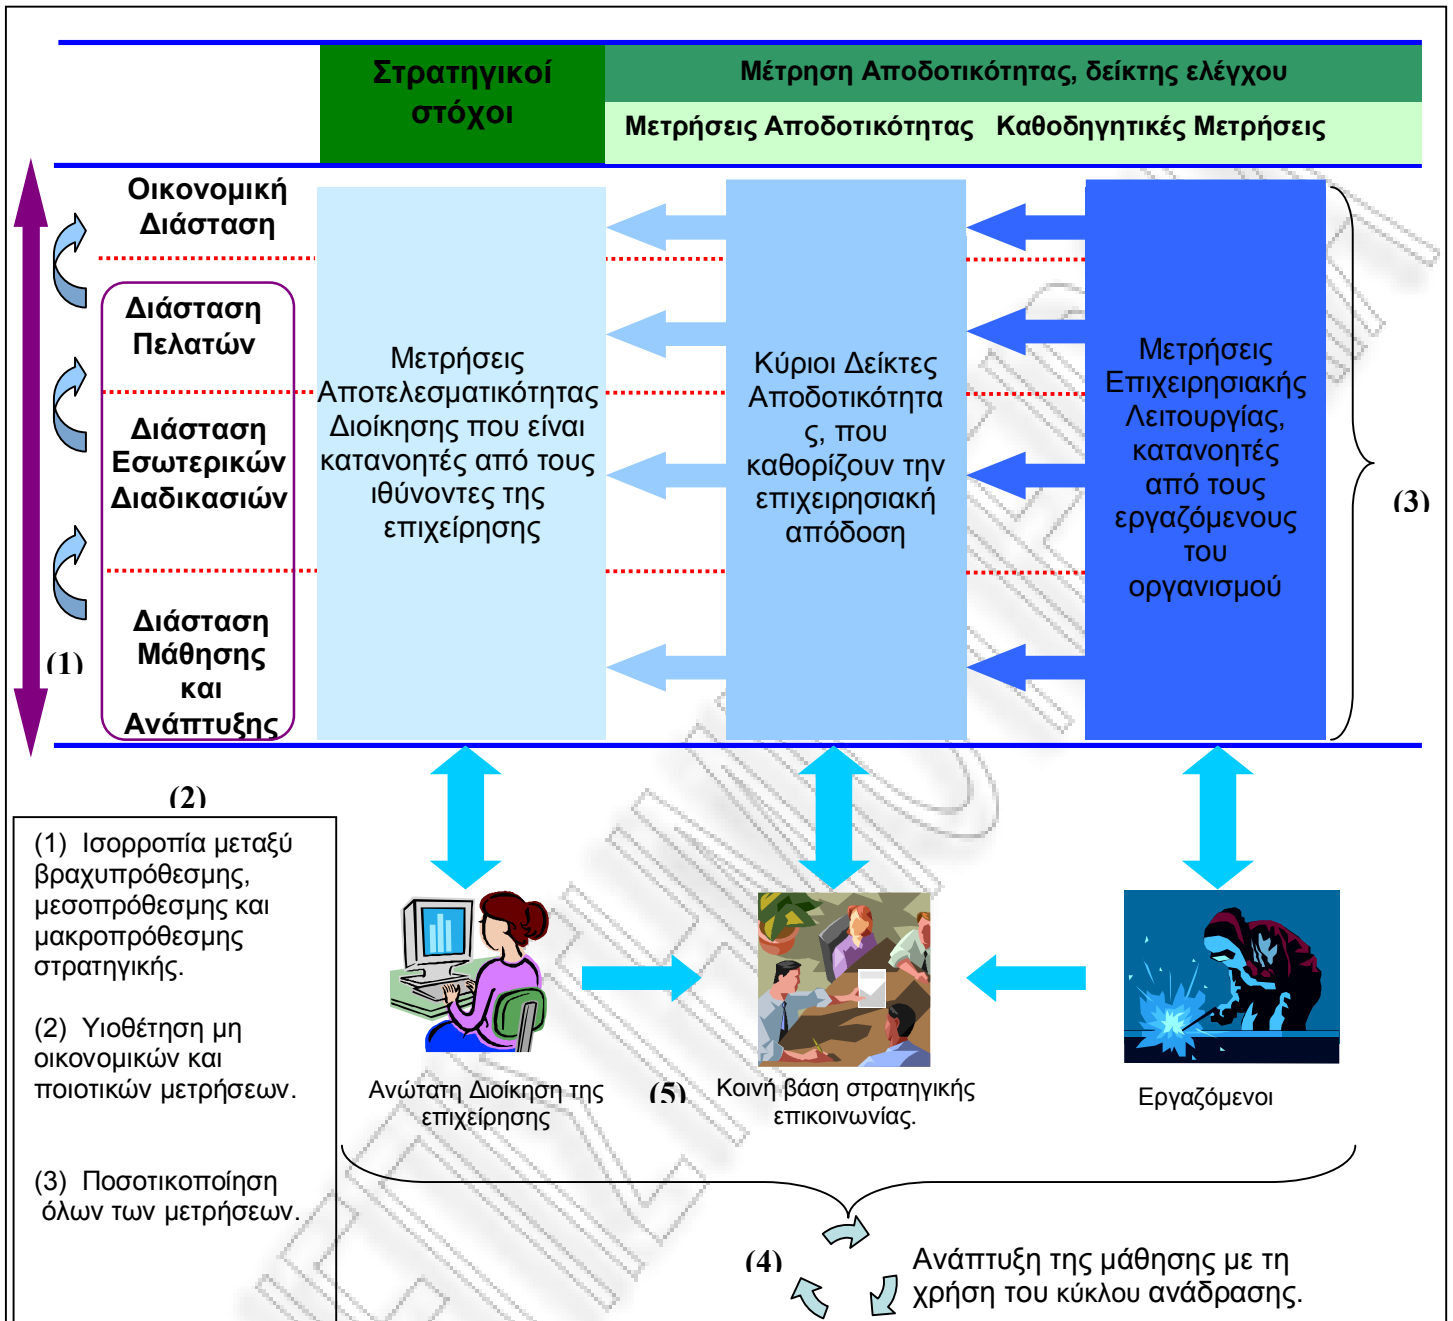 Στρατηγικοί
στόχοι
Μέτρηση Αποδοτικότητας, δείκτης ελέγχου
Μετρήσεις Αποδοτικότητας Καθοδηγητικές Μετρήσεις
Οικονομική
Διάσταση
Διάσταση
Πελατών
Διάσταση
Εσωτερικών
Διαδικασιών
Διάσταση
Μάθησης
και
Ανάπτυξης
(1)
(2)
Μετρήσεις
Αποτελεσματικότητας
Διοίκησης που είναι
κατανοητές από τους
ιθύνοντες της
επιχείρησης
Κύριοι Δείκτες
Αποδοτικότητα
ς, που
καθορίζουν την
επιχειρησιακή
απόδοση
Μετρήσεις
Επιχειρησιακής
Λειτουργίας,
κατανοητές
από τους
εργαζόμενους
του
οργανισμού
(3)
(1) Ισορροπία μεταξύ
βραχυπρόθεσμης,
μεσοπρόθεσμης και
μακροπρόθεσμης
στρατηγικής.
(2) Υιοθέτηση μη
οικονομικών και
ποιοτικών μετρήσεων.
(3) Ποσοτικοποίηση
όλων των μετρήσεων.
Ανώτατη Διοίκηση της
επιχείρησης
(5)
Κοινή βάση στρατηγικής
επικοινωνίας.
Εργαζόμενοι
(4)
Ανάπτυξη της μάθησης με τη
χρήση του κύκλου ανάδρασης.